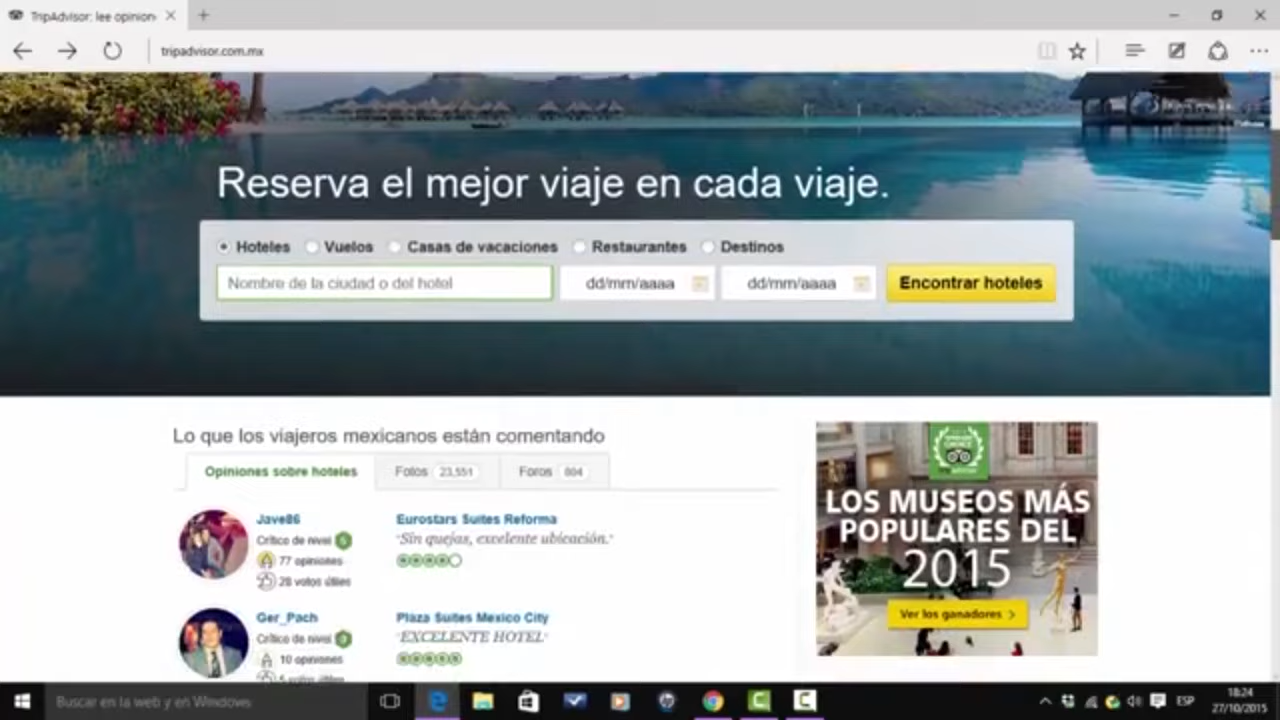 TripAdvisor: lee opinion
tripadvisor.com.mx
Reserva el mejor viaje en cada viaje.
Hoteles Vuelos Casas de vacaciones Restaurantes Destinos
Nombre de la ciudad o del hotel dd/mm/aaaa dd/mm/aaaa Encontrar hoteles
Lo que los viajeros mexicanos están comentando
Opiniones sobre hoteles Fotos 23,551 Foros 804
Jave86
Crítico de nivel
77 opiniones
28 votos útiles
Eurostars Suites Reforma
"Sin quejas, excelente ubicación."
Ger_Pach
Crítico de nivel
10 opiniones
5 votos útiles
Plaza Suites Mexico City
"EXCELENTE HOTEL"
LOS MUSEOS MÁS
POPULARES DEL
2015
Ver los ganadores >
Buscar en la web y en Windows
ESP
18:24
27/10/2015